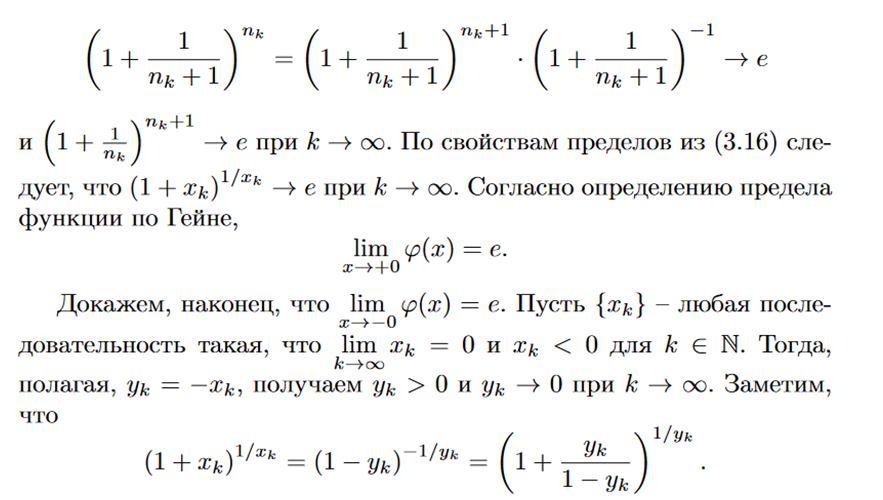 $$\left(1+\frac{1}{n_k+1}\right)^{n_k} = \left(1+\frac{1}{n_k+1}\right)^{n_k+1} \cdot \left(1+\frac{1}{n_k+1}\right)^{-1} \to e$$
и $\left(1+\frac{1}{n_k}\right)^{n_k+1} \to e$ при $k \to \infty$. По свойствам пределов из (3.16) сле-
дует, что $(1+x_k)^{1/x_k} \to e$ при $k \to \infty$. Согласно определению предела
функции по Гейне,
$$\lim_{x \to +0} \varphi(x) = e.$$
Докажем, наконец, что $\lim\limits_{x \to -0} \varphi(x) = e$. Пусть $\{x_k\}$ – любая после-
довательность такая, что $\lim\limits_{k \to \infty} x_k = 0$ и $x_k < 0$ для $k \in \mathbb{N}$. Тогда,
полагая, $y_k = -x_k$, получаем $y_k > 0$ и $y_k \to 0$ при $k \to \infty$. Заметим,
что
$$(1+x_k)^{1/x_k} = (1-y_k)^{-1/y_k} = \left(1+\frac{y_k}{1-y_k}\right)^{1/y_k}.$$